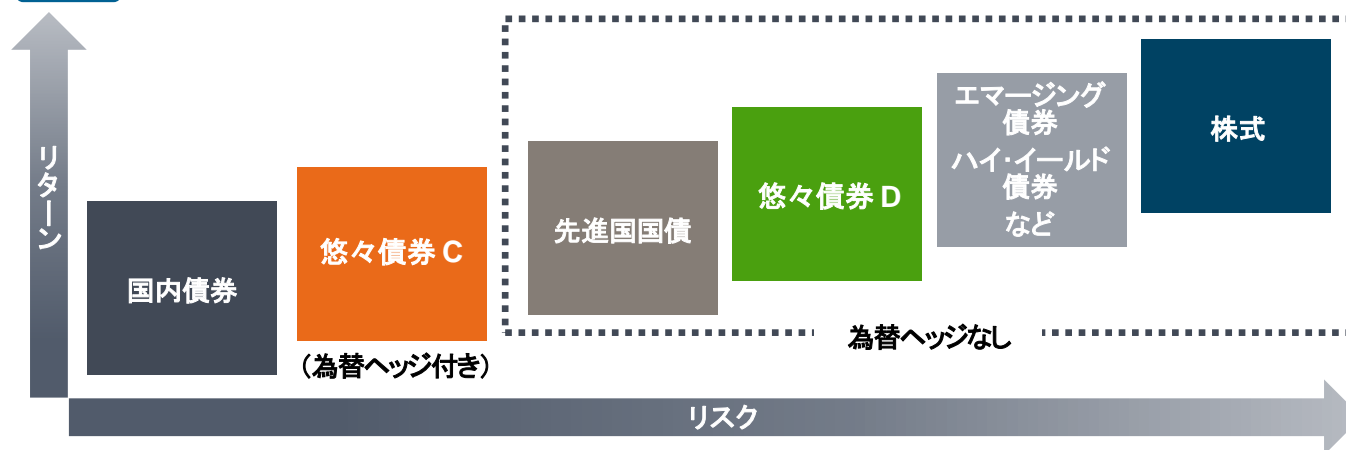 リターン
国内債券
悠々債券 C
(為替ヘッジ付き)
先進国国債
悠々債券 D
エマージング
債券
ハイ・イールド
債券
など
株式
為替ヘッジなし
リスク